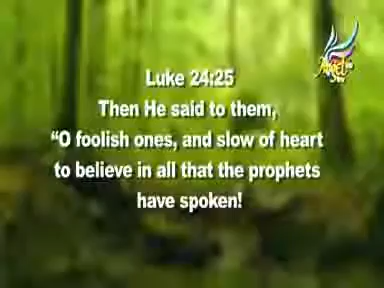 Luke 24:25
Then He said to them,
“O foolish ones, and slow of heart
to believe in all that the prophets
have spoken!